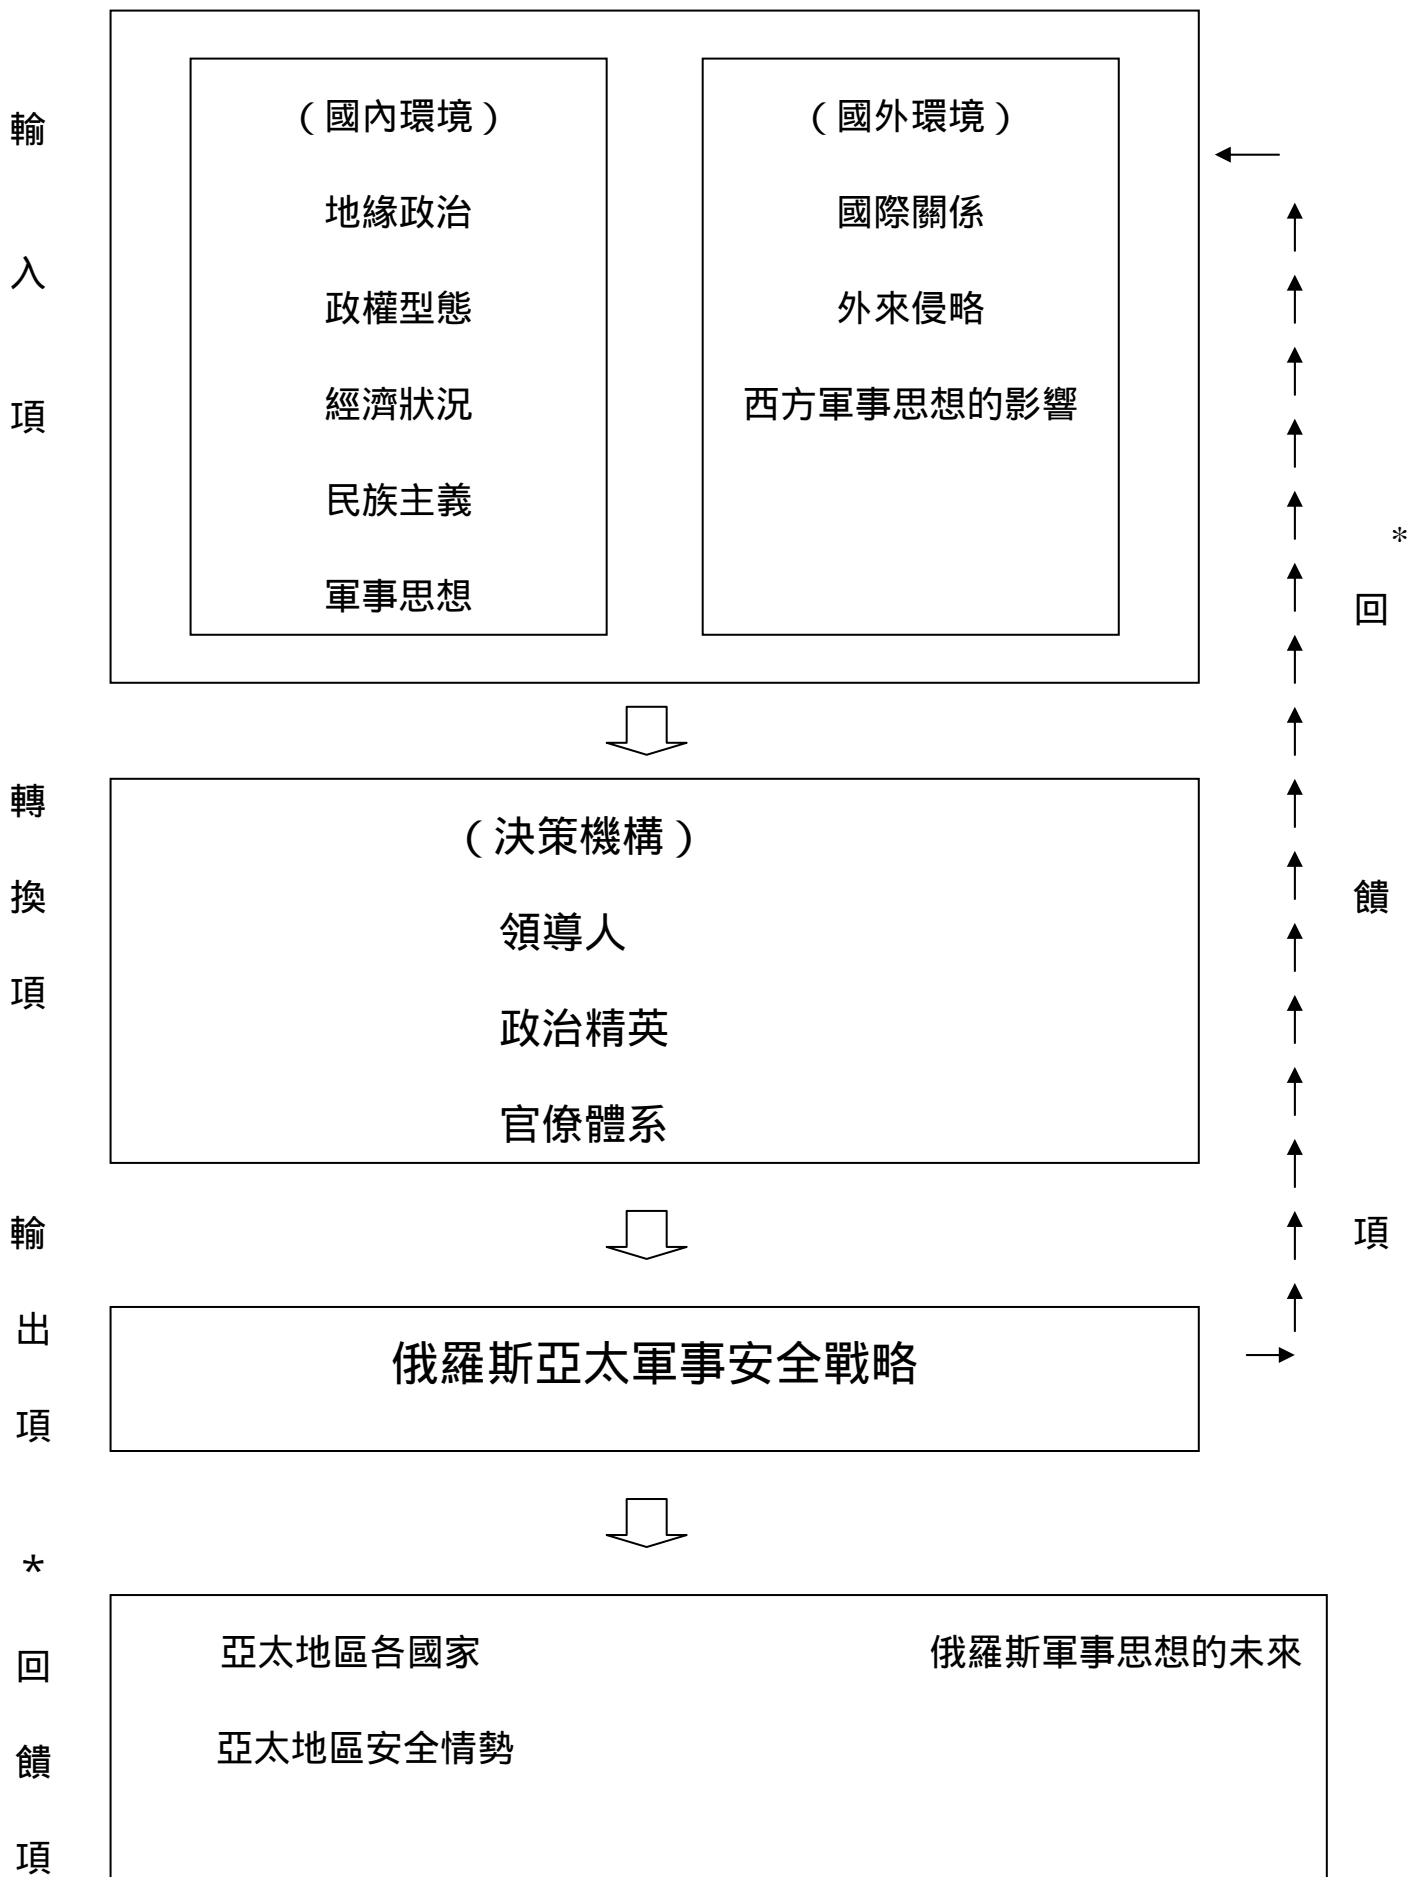 輸入項
（國內環境）
地緣政治
政權型態
經濟狀況
民族主義
軍事思想
（國外環境）
國際關係
外來侵略
西方軍事思想的影響
轉換項
（決策機構）
領導人
政治精英
官僚體系
輸出項
俄羅斯亞太軍事安全戰略
*回饋項
*回饋項
亞太地區各國家
亞太地區安全情勢
俄羅斯軍事思想的未來